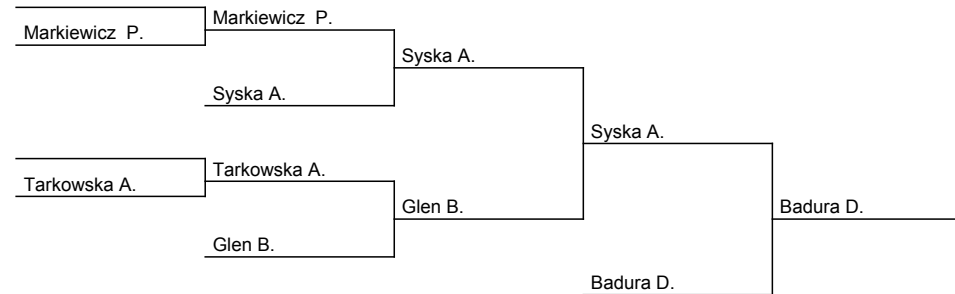 Markiewicz P.
Markiewicz P.
Syska A.
Syska A.
Syska A.
Tarkowska A.
Tarkowska A.
Glen B.
Glen B.
Badura D.
Badura D.